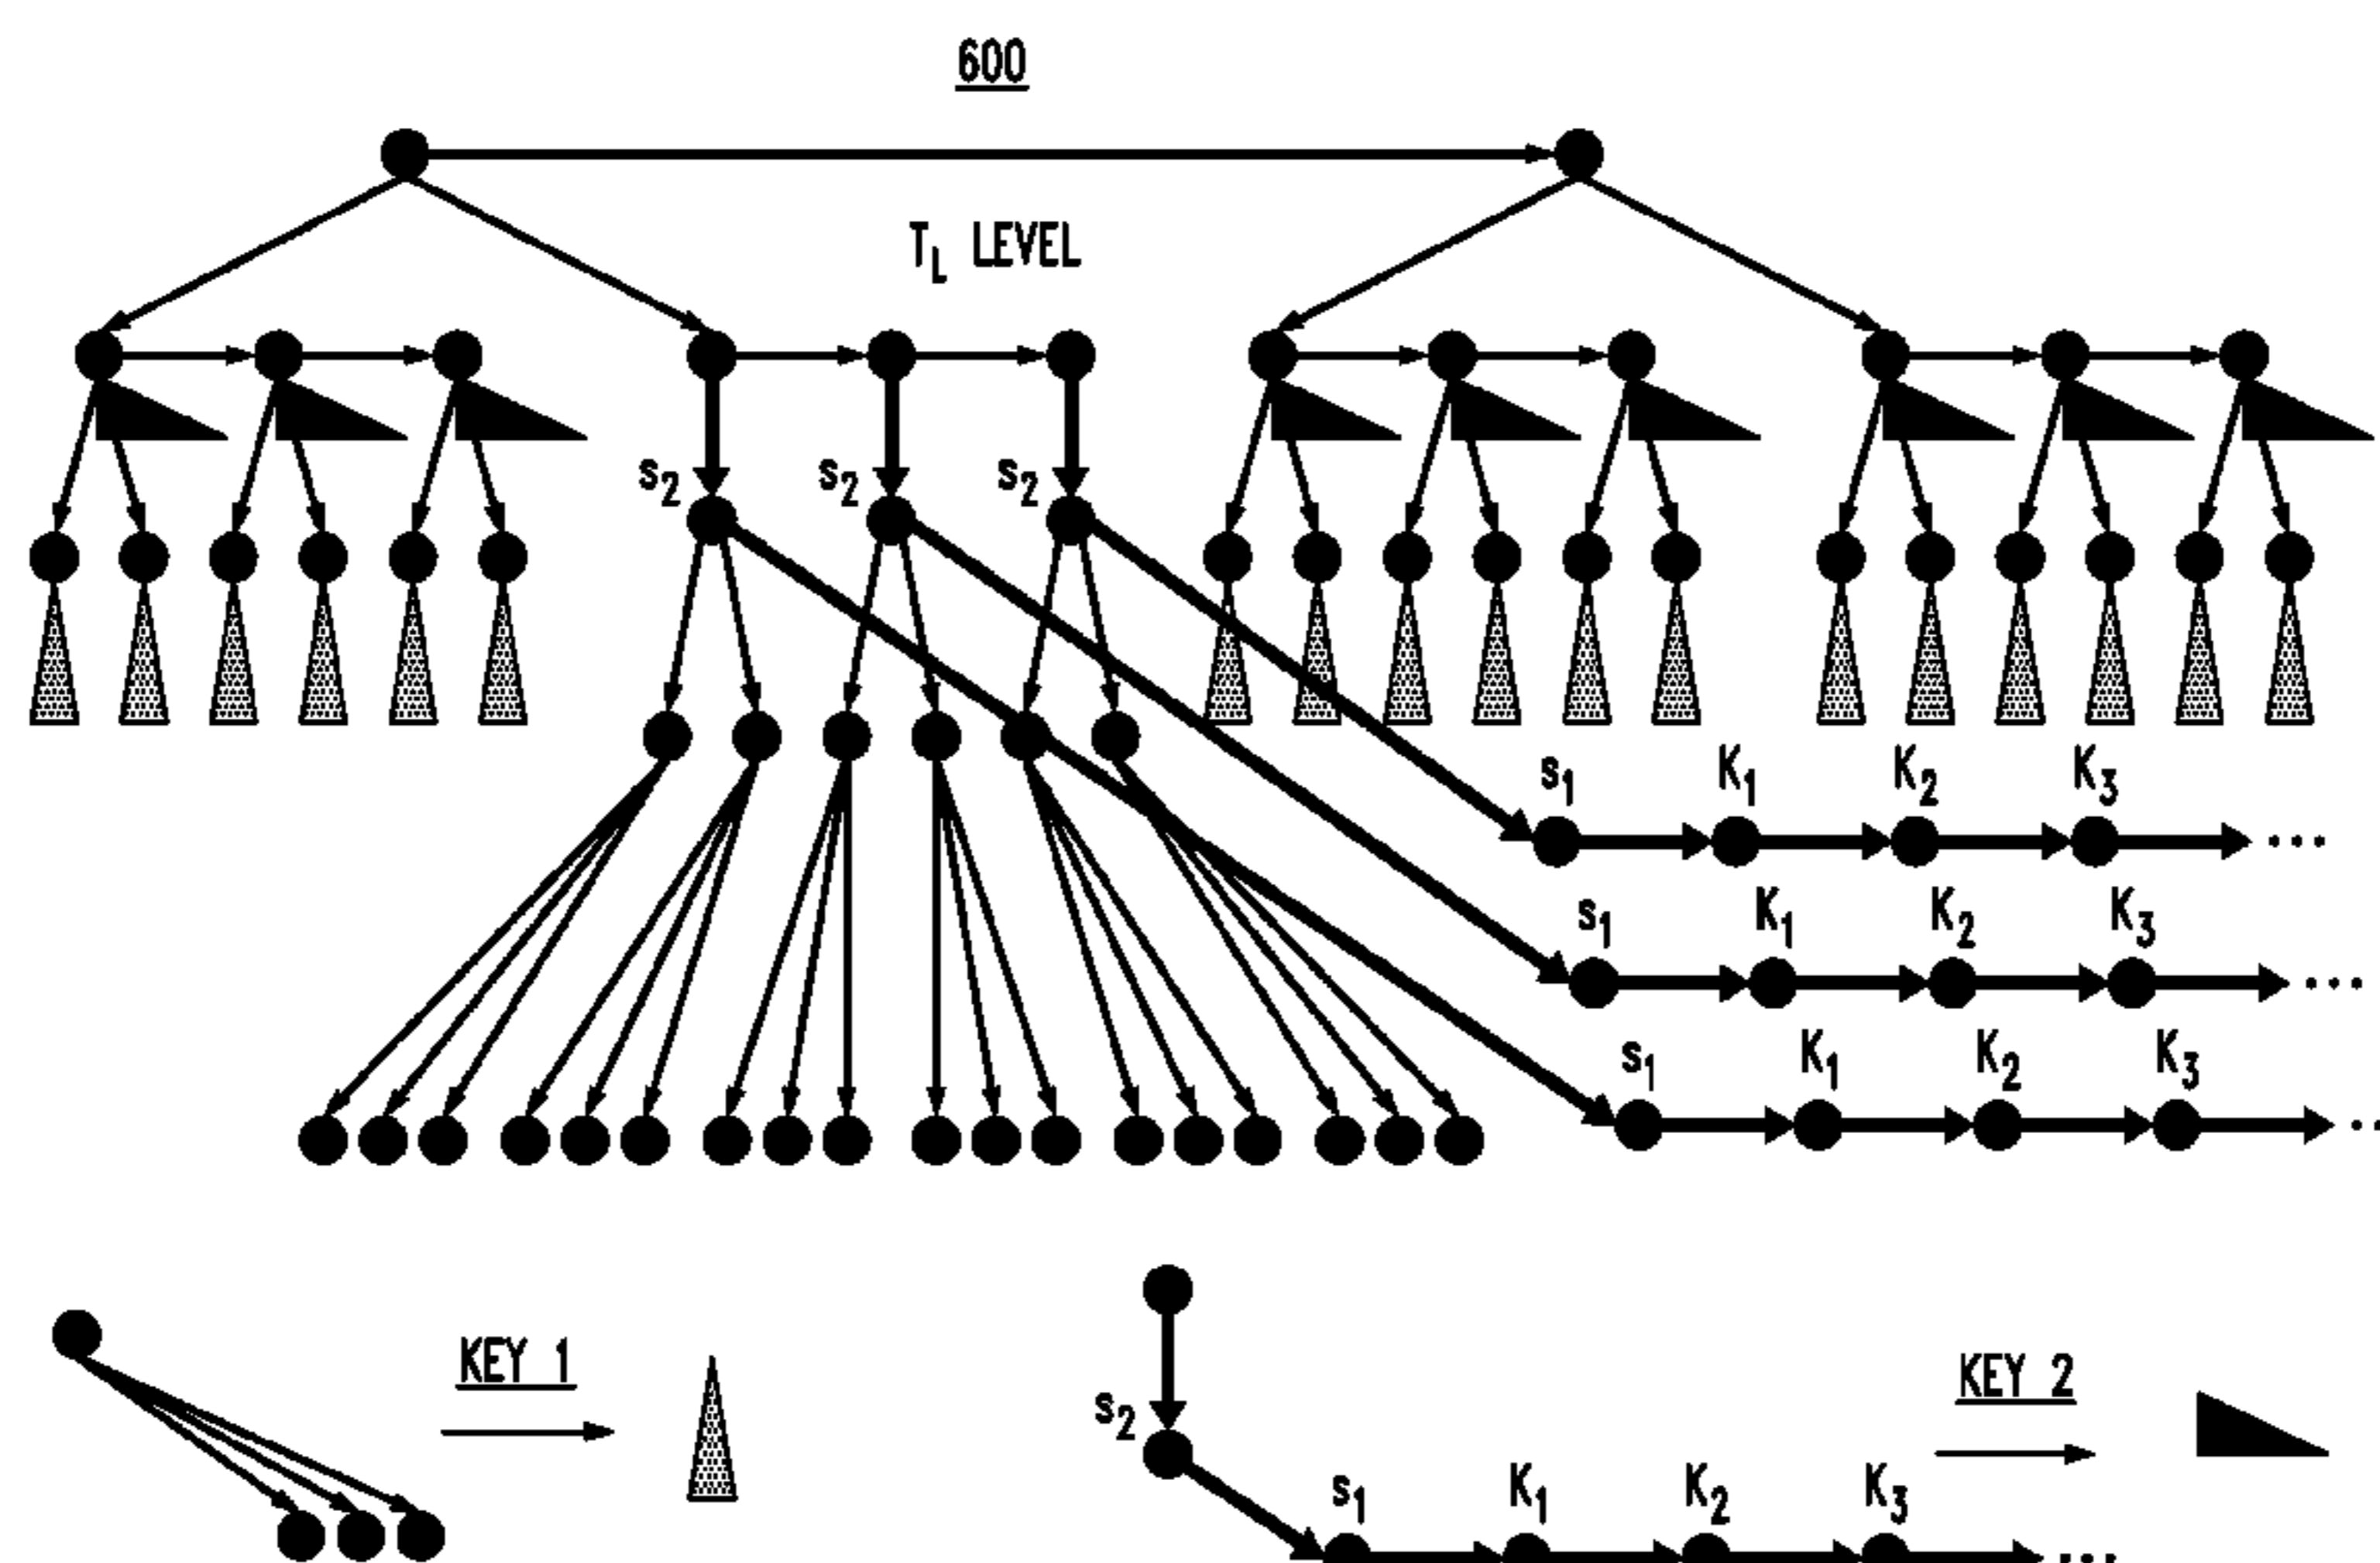 600
T_L LEVEL
s₂ s₂ s₂
s₁ K₁ K₂ K₃ ...
s₁ K₁ K₂ K₃ ...
s₁ K₁ K₂ K₃ ..
KEY 1
KEY 2
s₂
s₁ K₁ K₂ K₃ ...